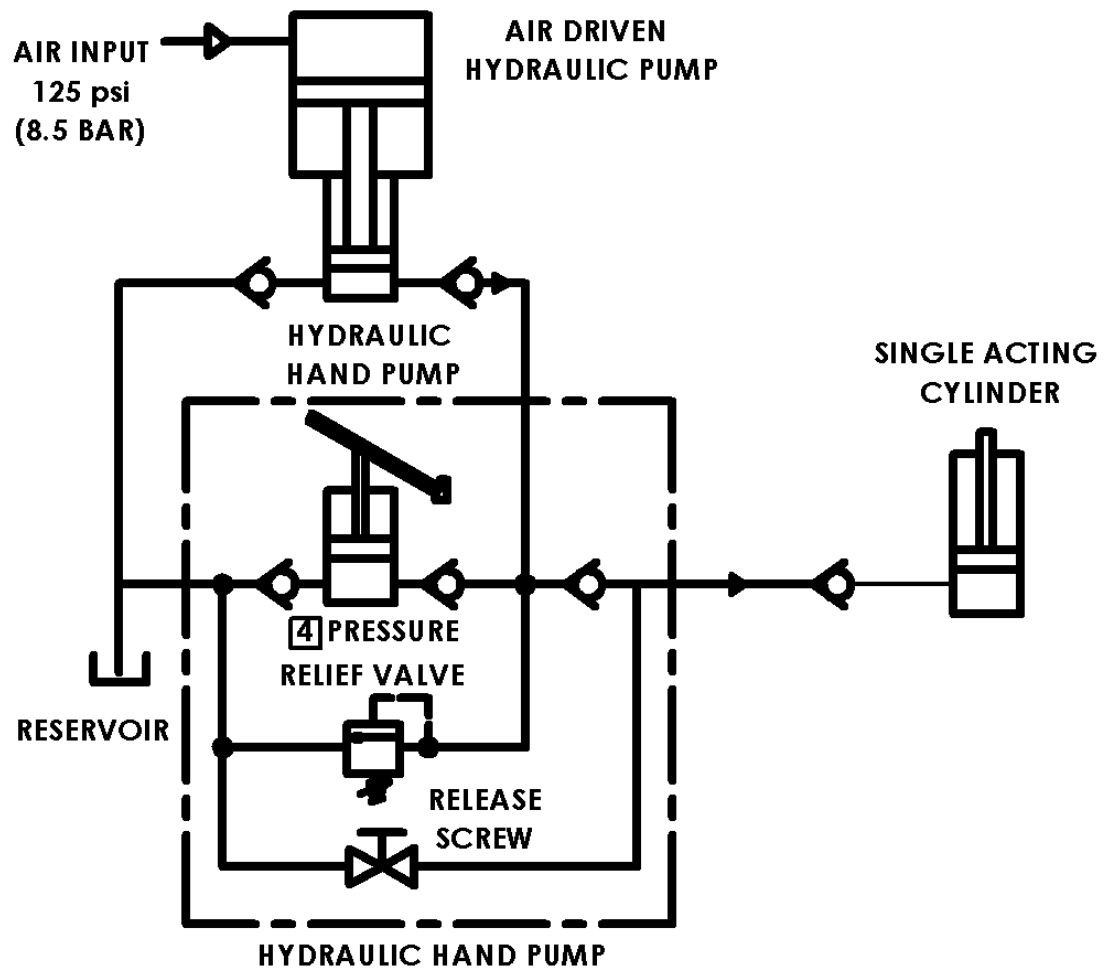 AIR INPUT
125 psi
(8.5 BAR)
AIR DRIVEN
HYDRAULIC PUMP
HYDRAULIC
HAND PUMP
SINGLE ACTING
CYLINDER
4 PRESSURE
RELIEF VALVE
RESERVOIR
RELEASE
SCREW
HYDRAULIC HAND PUMP